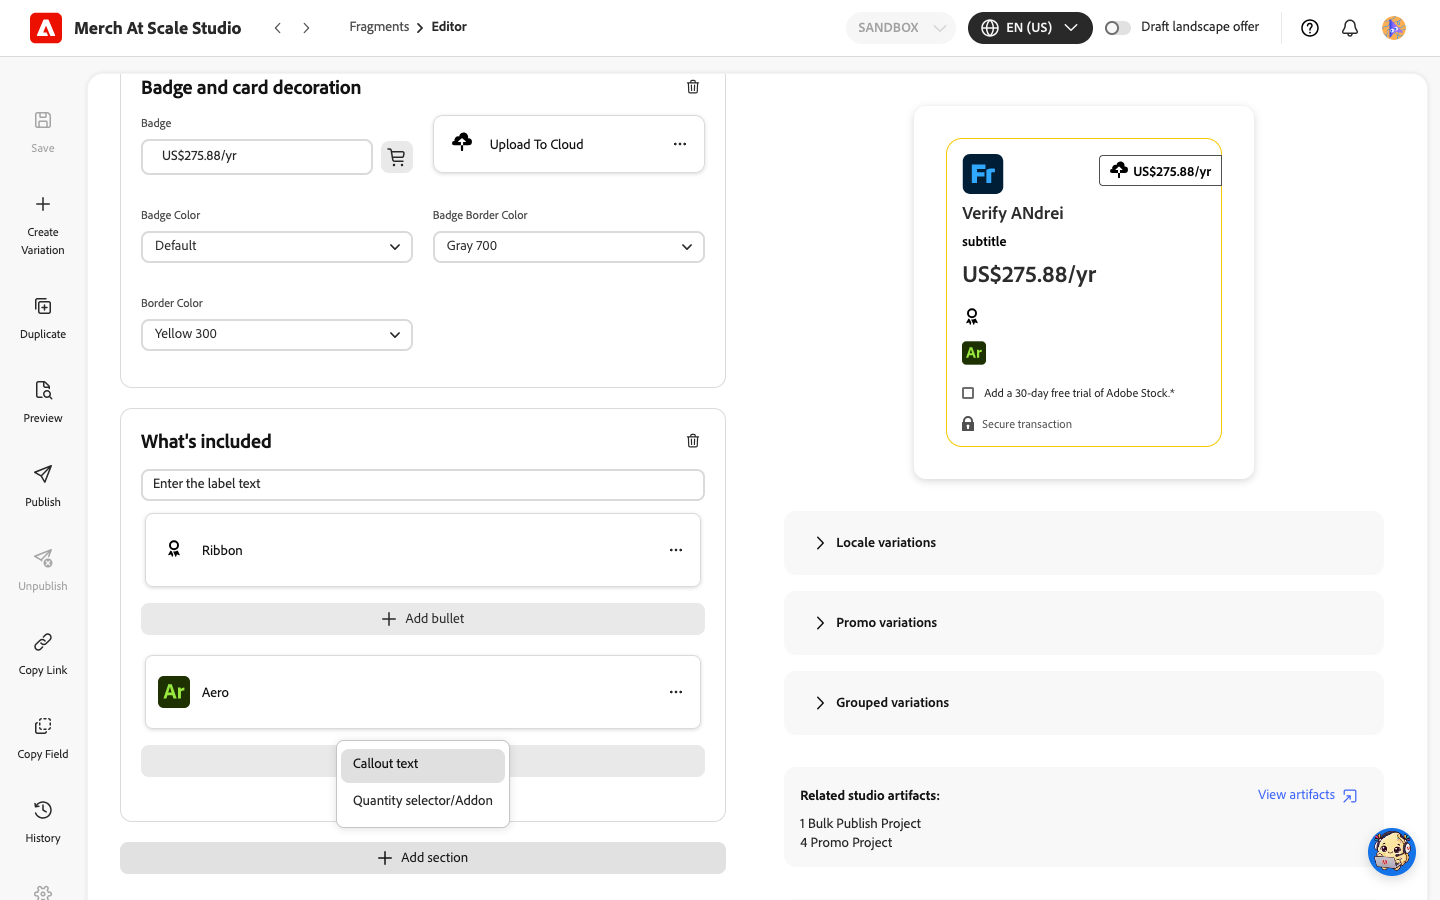 Merch At Scale Studio
Fragments
Editor
SANDBOX
EN (US)
Draft landscape offer
Save
Create
Variation
Duplicate
Preview
Publish
Unpublish
Copy Link
Copy Field
History
Badge and card decoration
Badge
US$275.88/yr
Upload To Cloud
Badge Color
Badge Border Color
Default
Gray 700
Border Color
Yellow 300
What's included
Enter the label text
Ribbon
Add bullet
Ar
Aero
Callout text
Quantity selector/Addon
Add section
Fr
US$275.88/yr
Verify ANdrei
subtitle
US$275.88/yr
Ar
Add a 30-day free trial of Adobe Stock.*
Secure transaction
Locale variations
Promo variations
Grouped variations
Related studio artifacts:
View artifacts
1 Bulk Publish Project
4 Promo Project